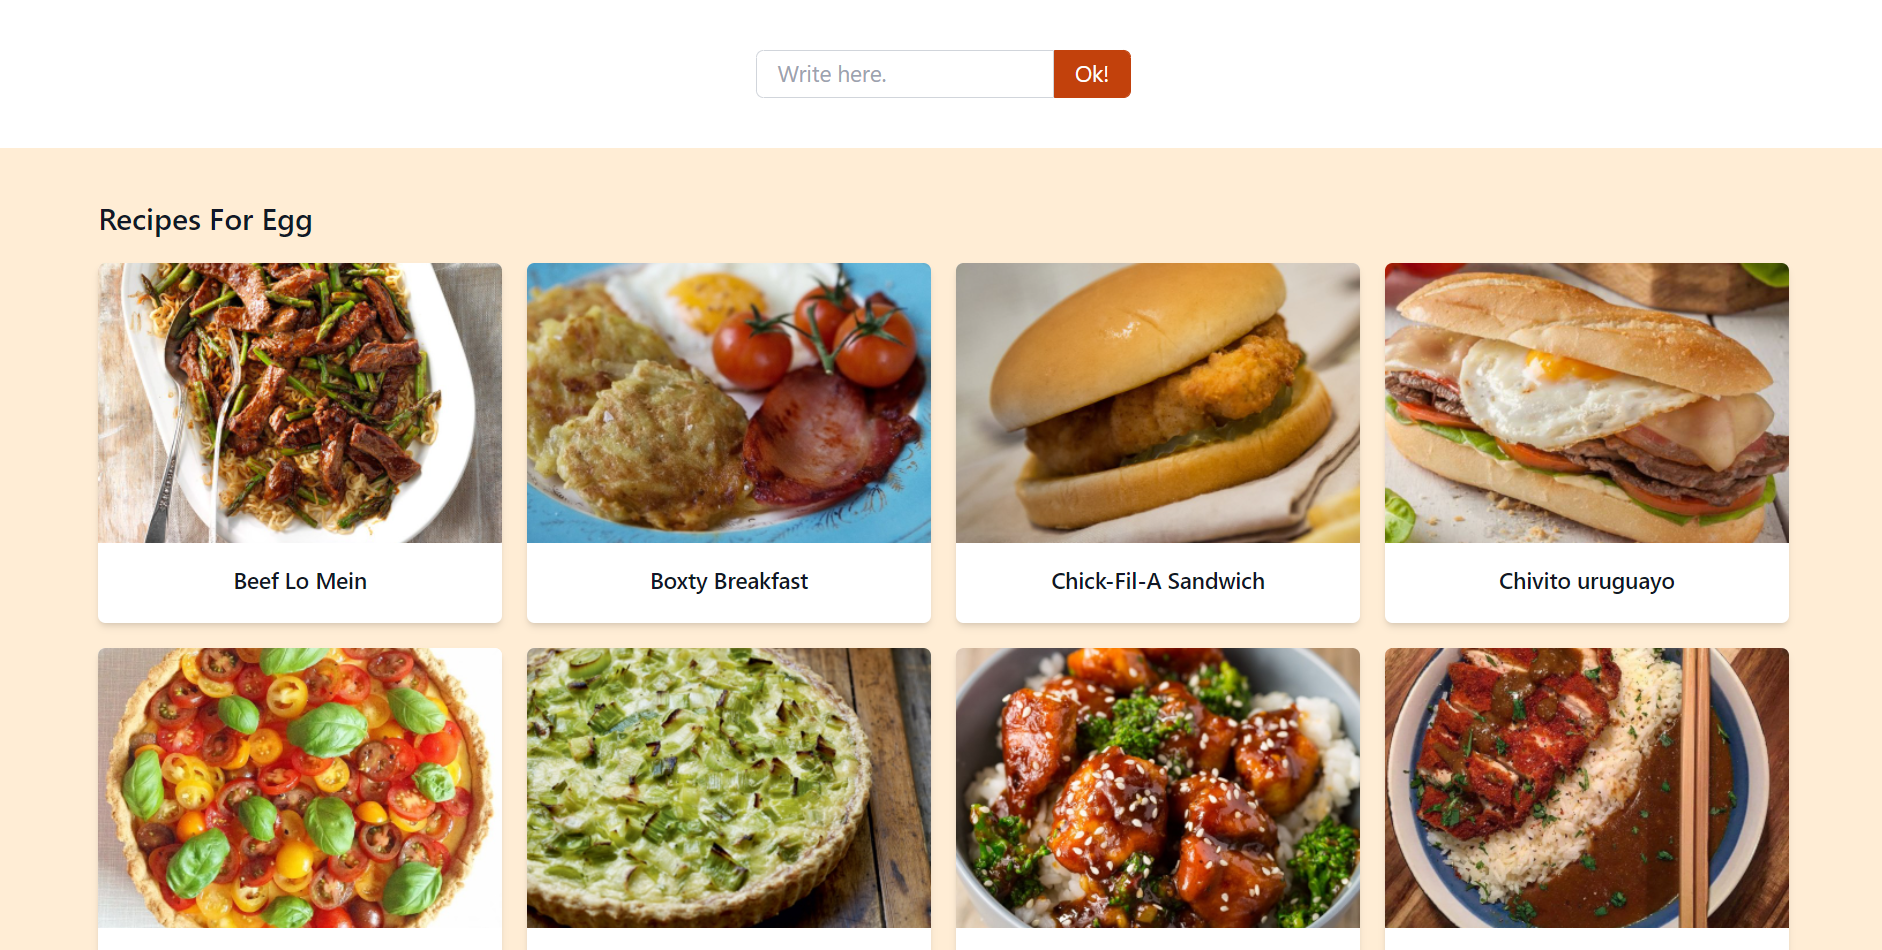 Write here.
Ok!
Recipes For Egg
Beef Lo Mein
Boxty Breakfast
Chick-Fil-A Sandwich
Chivito uruguayo